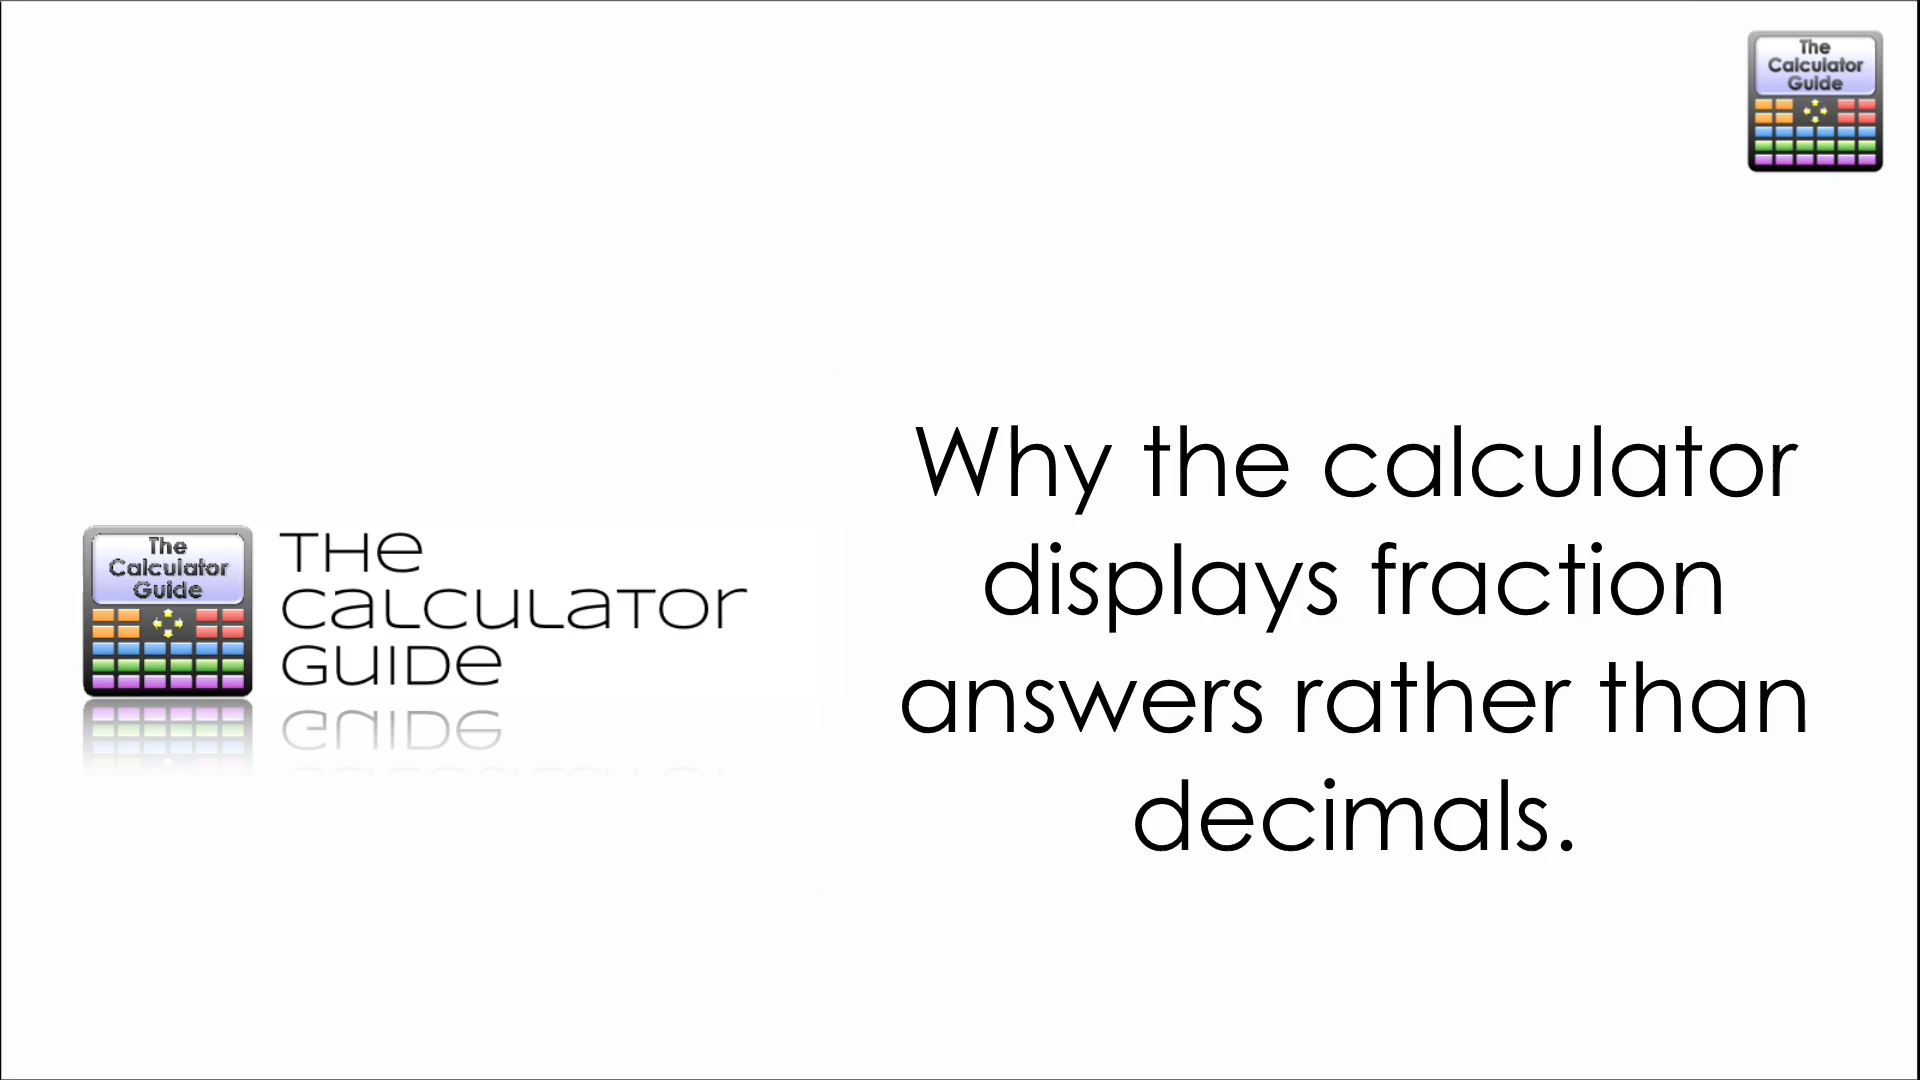 The
Calculator
Guide
Why the calculator
displays fraction
answers rather than
decimals.
The
Calculator
Guide
THE
CALCULATOR
GUIDE